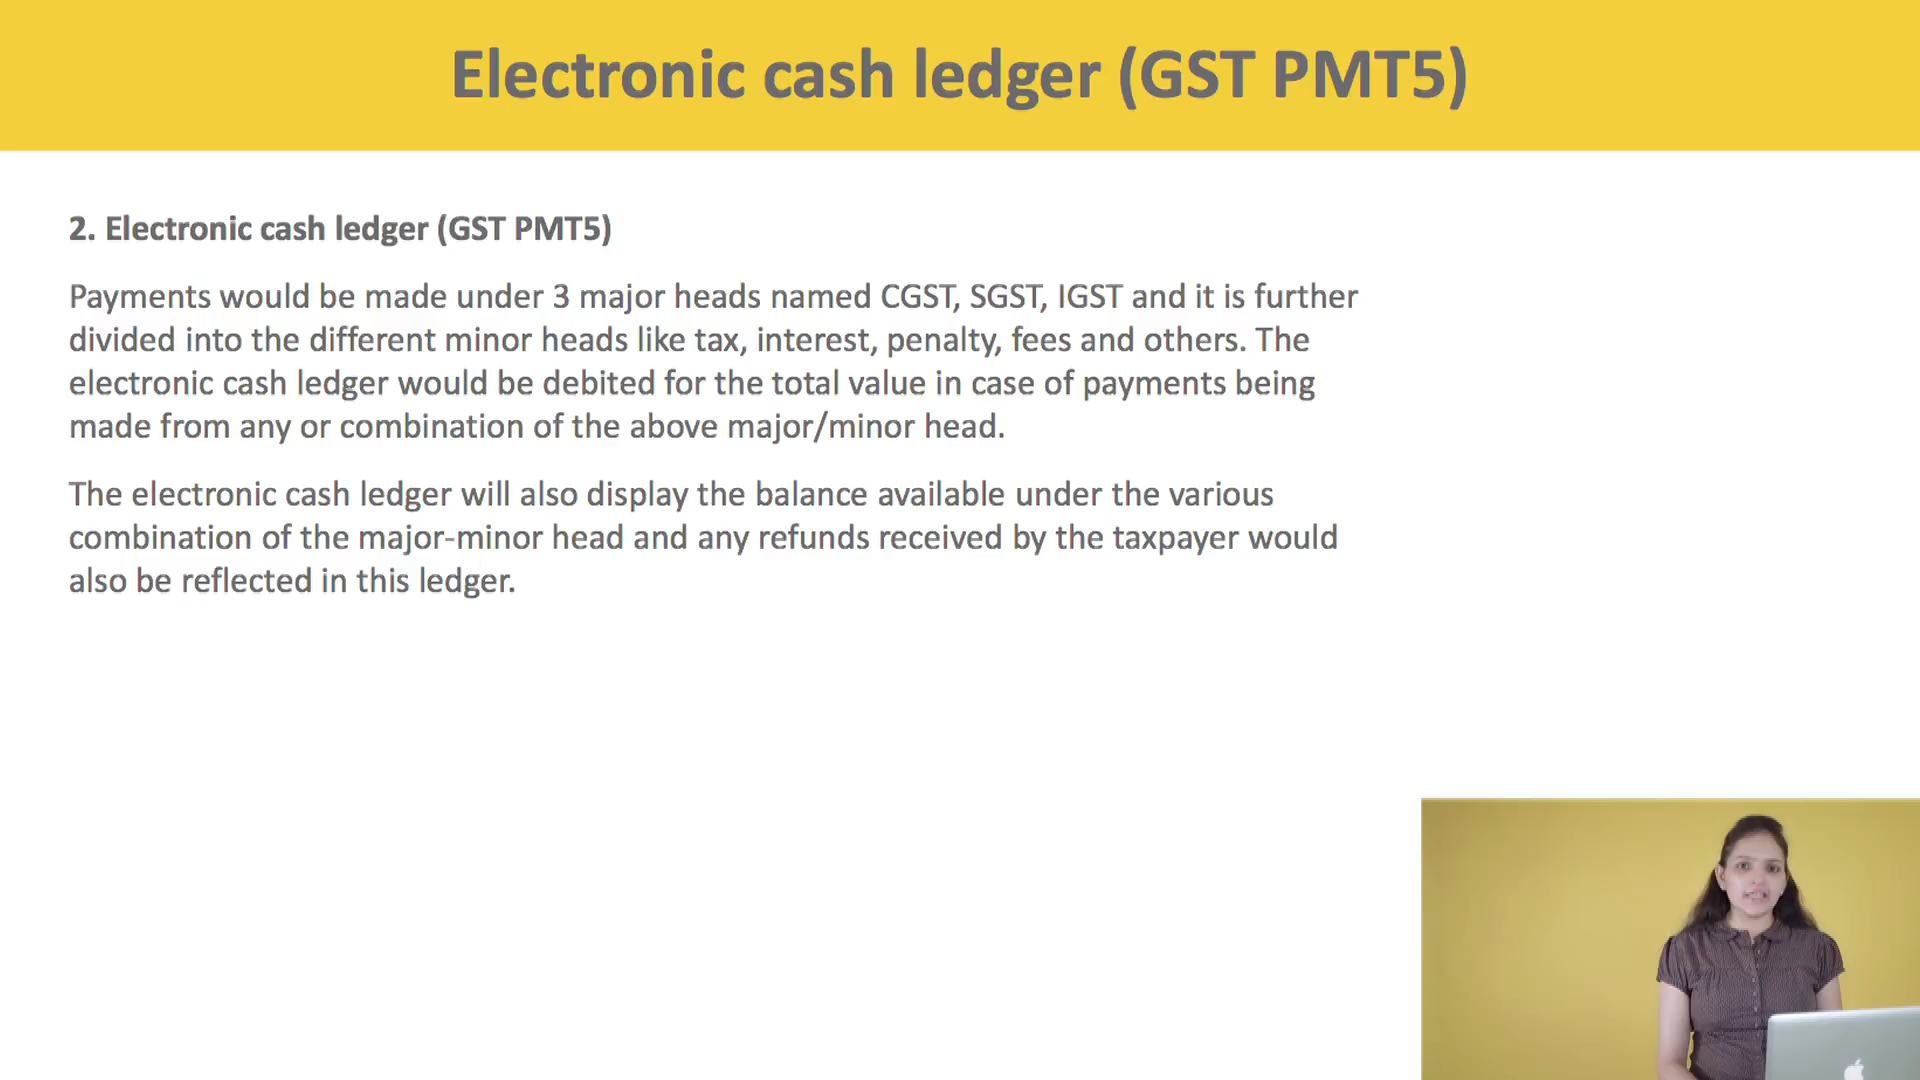 Electronic cash ledger (GST PMT5)
2. Electronic cash ledger (GST PMT5)
Payments would be made under 3 major heads named CGST, SGST, IGST and it is further
divided into the different minor heads like tax, interest, penalty, fees and others. The
electronic cash ledger would be debited for the total value in case of payments being
made from any or combination of the above major/minor head.
The electronic cash ledger will also display the balance available under the various
combination of the major-minor head and any refunds received by the taxpayer would
also be reflected in this ledger.